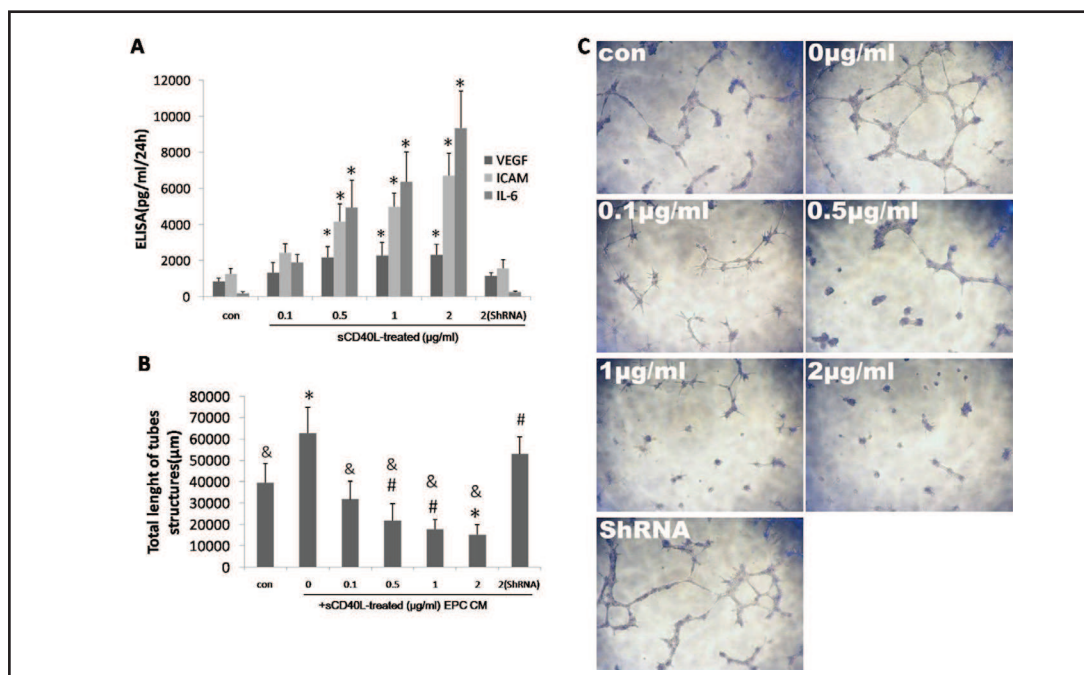 A
ELISA(pg/ml/24h)
12000
10000
8000
6000
4000
2000
0
VEGF
ICAM
IL-6
* * * * * * * * *
con 0.1 0.5 1 2 2(ShRNA)
sCD40L-treated (µg/ml)
B
Total lenght of tubes
structures(µm)
80000
70000
60000
50000
40000
30000
20000
10000
0
& * & & # & # & * #
con 0 0.1 0.5 1 2 2(ShRNA)
+sCD40L-treated (µg/ml) EPC CM
C
con
0µg/ml
0.1µg/ml
0.5µg/ml
1µg/ml
2µg/ml
ShRNA